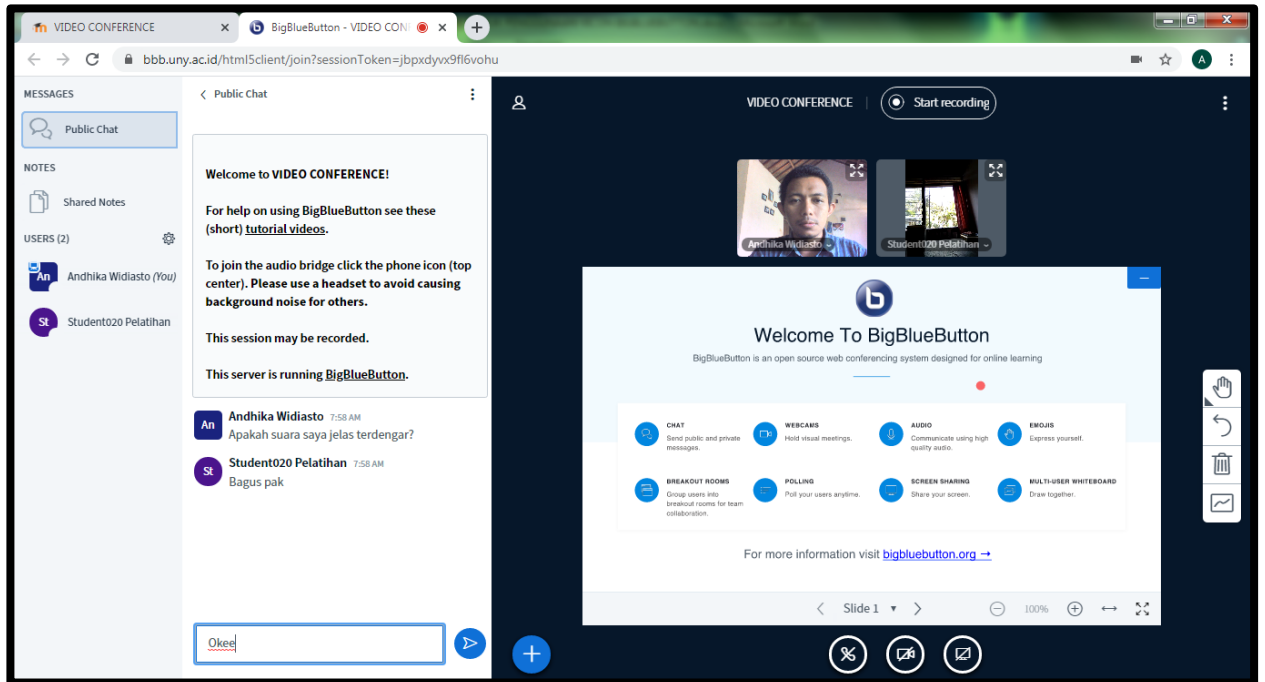 VIDEO CONFERENCE
BigBlueButton - VIDEO CON
bbb.uny.ac.id/html5client/join?sessionToken=jbpxdyvx9fl6vohu
A
MESSAGES
Public Chat
NOTES
Shared Notes
USERS (2)
An
Andhika Widiasto (You)
St
Student020 Pelatihan
Public Chat
Welcome to VIDEO CONFERENCE!
For help on using BigBlueButton see these
(short) tutorial videos.
To join the audio bridge click the phone icon (top
center). Please use a headset to avoid causing
background noise for others.
This session may be recorded.
This server is running BigBlueButton.
An
Andhika Widiasto 7:58 AM
Apakah suara saya jelas terdengar?
St
Student020 Pelatihan 7:58 AM
Bagus pak
Okee
VIDEO CONFERENCE
Start recording
Andhika Widiasto
Student020 Pelatihan
b
Welcome To BigBlueButton
BigBlueButton is an open source web conferencing system designed for online learning
CHAT
Send public and private
messages.
WEBCAMS
Hold visual meetings.
AUDIO
Communicate using high
quality audio.
EMOJIS
Express yourself.
BREAKOUT ROOMS
Group users into
breakout rooms for team
collaboration.
POLLING
Poll your users anytime.
SCREEN SHARING
Share your screen.
MULTI-USER WHITEBOARD
Draw together.
For more information visit bigbluebutton.org →
Slide 1
100%